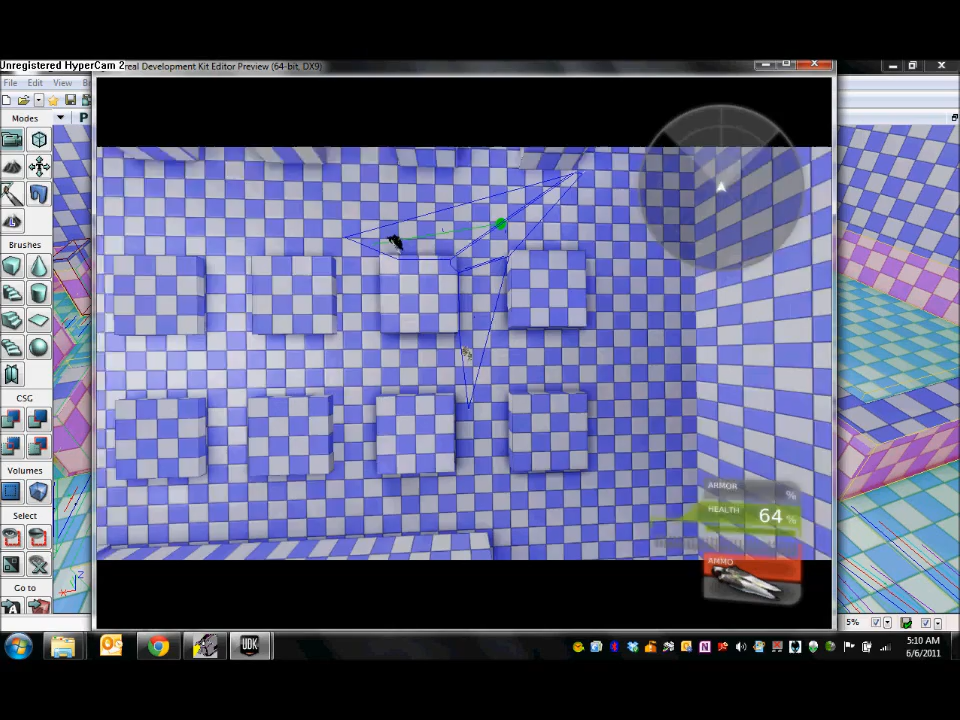 Unregistered HyperCam 2
real Development Kit Editor Preview (64-bit, DX9)
File Edit View
Modes
P
Brushes
CSG
Volumes
Select
Go to
ARMOR
%
HEALTH 64 %
AMMO
Z
X
A
5%
UDK
N
5:10 AM
6/6/2011